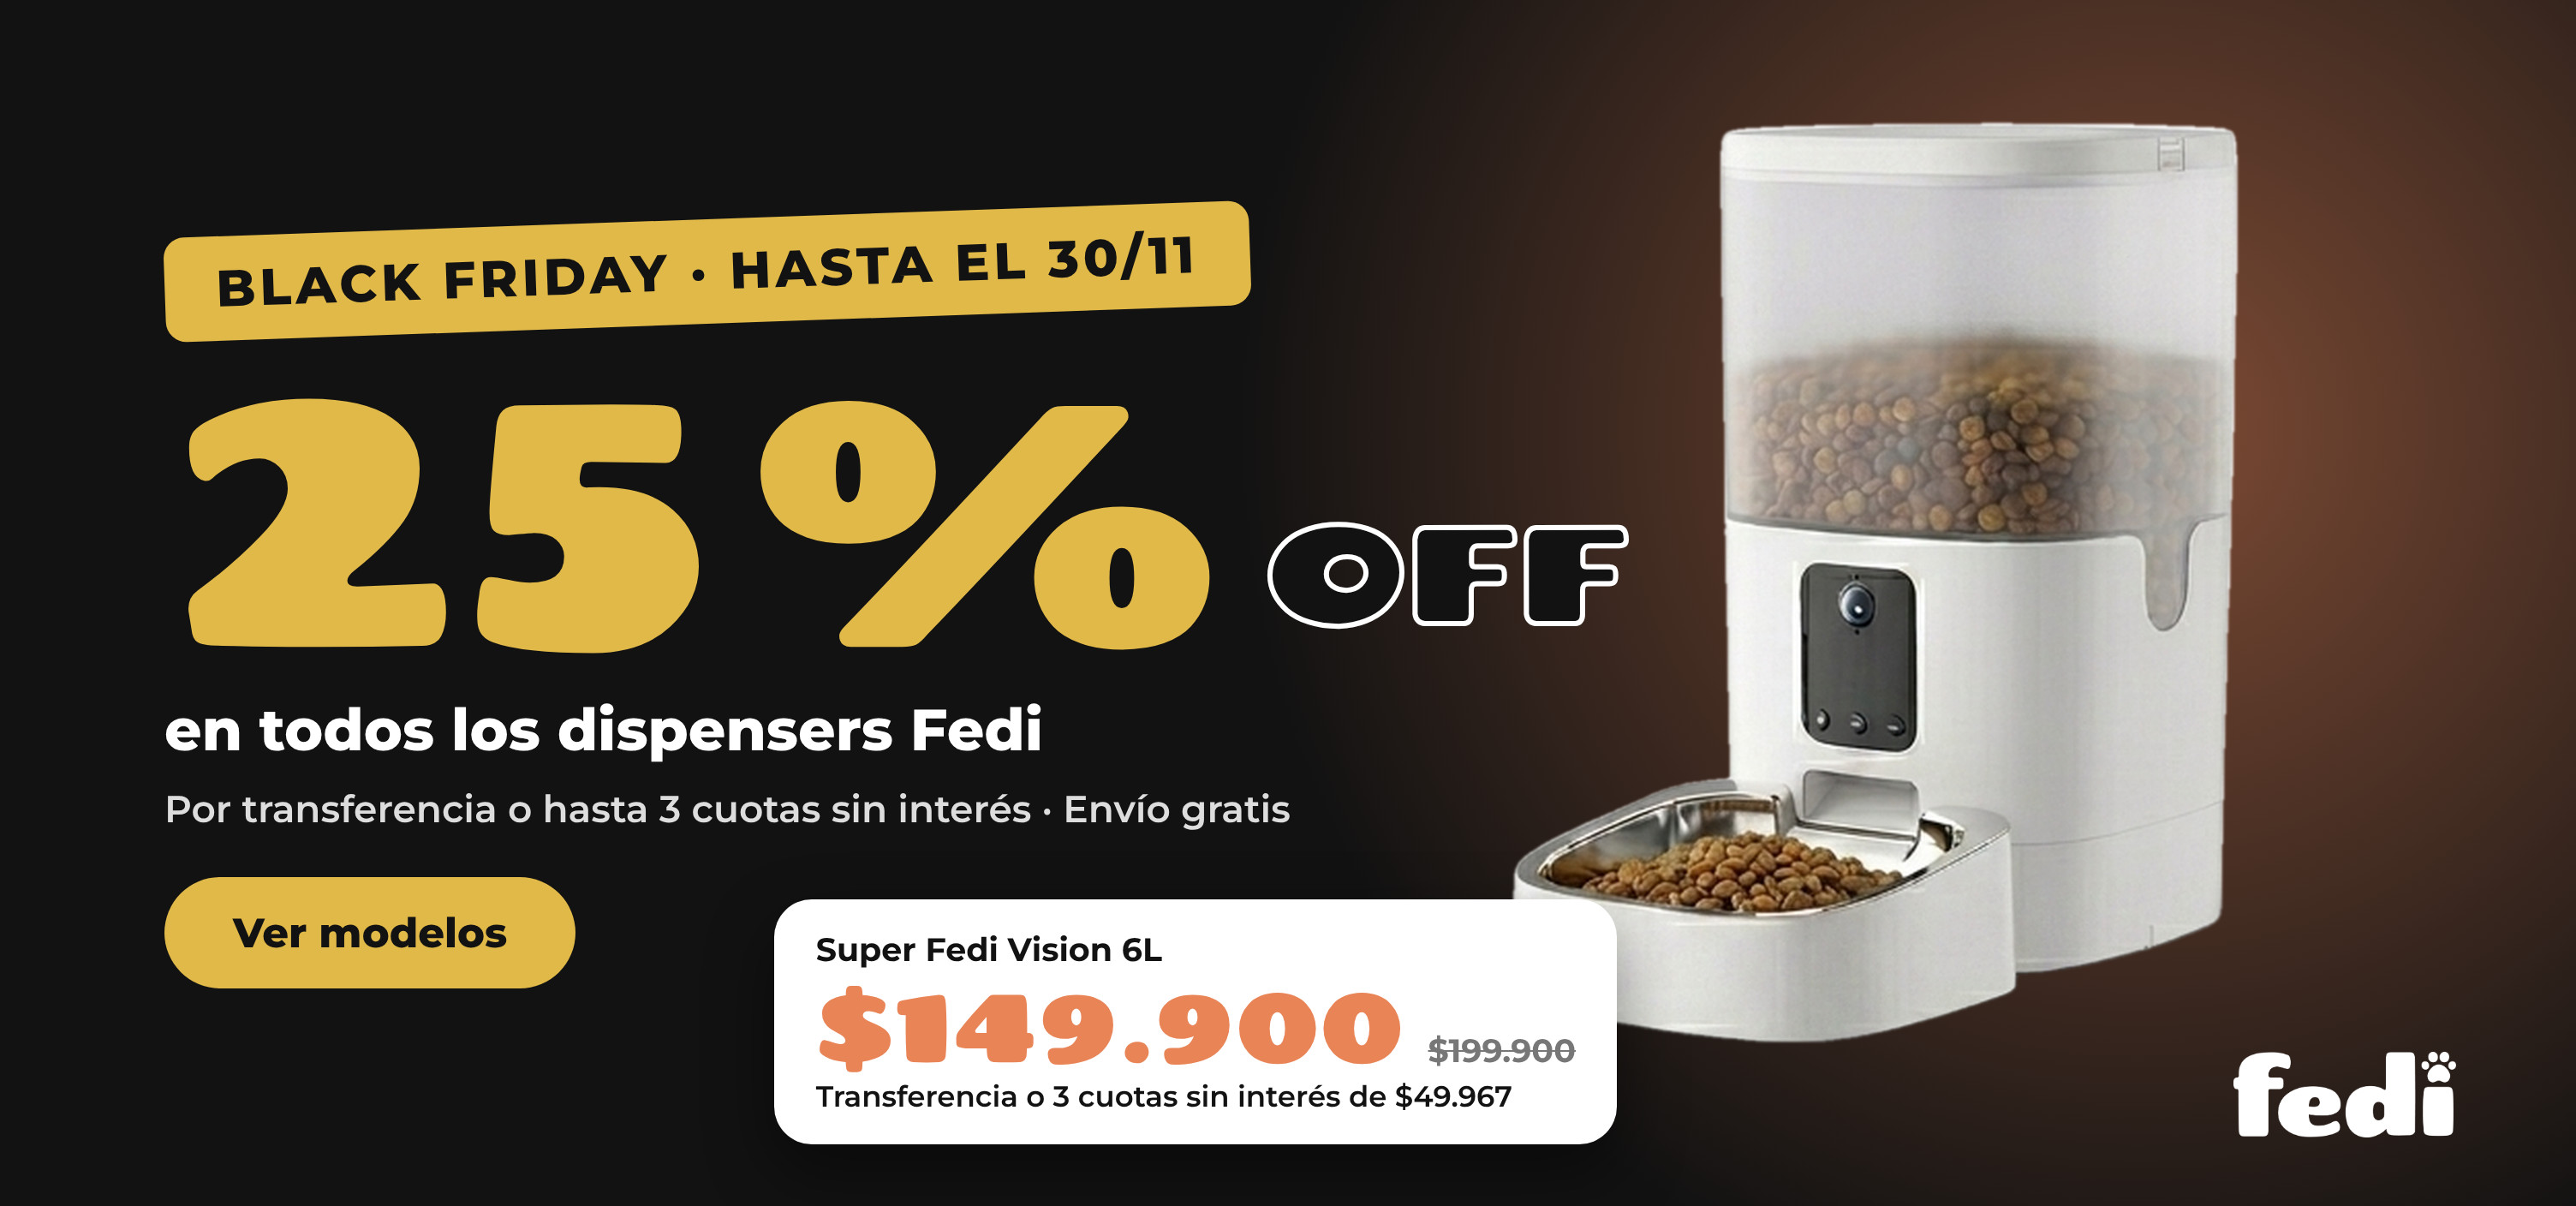 BLACK FRIDAY · HASTA EL 30/11
25% OFF
en todos los dispensers Fedi
Por transferencia o hasta 3 cuotas sin interés · Envío gratis
Ver modelos
Super Fedi Vision 6L
$149.900 $199.900
Transferencia o 3 cuotas sin interés de $49.967
fedi